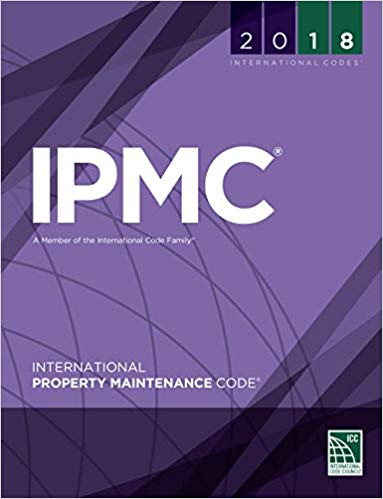 2018
INTERNATIONAL CODES®
IPMC®
A Member of the International Code Family®
INTERNATIONAL
PROPERTY MAINTENANCE CODE®
ICC
INTERNATIONAL
CODE COUNCIL®